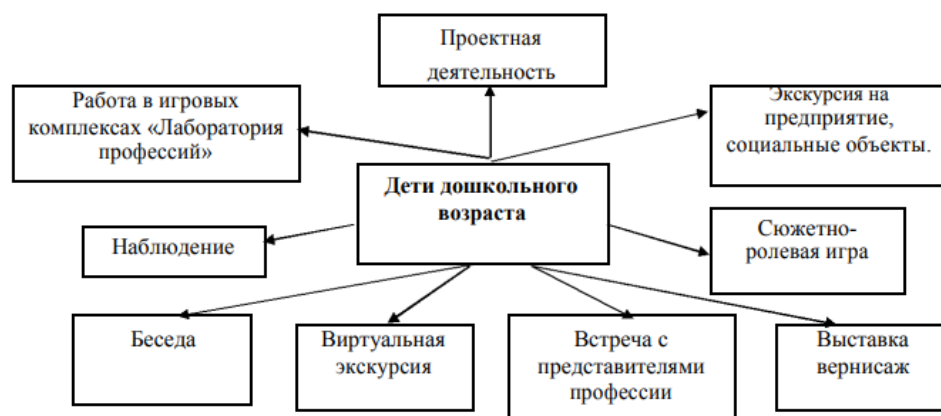 Проектная
деятельность
Работа в игровых
комплексах «Лаборатория
профессий»
Экскурсия на
предприятие,
социальные объекты.
Дети дошкольного
возраста
Наблюдение
Сюжетно-
ролевая игра
Беседа
Виртуальная
экскурсия
Встреча с
представителями
профессии
Выставка
вернисаж